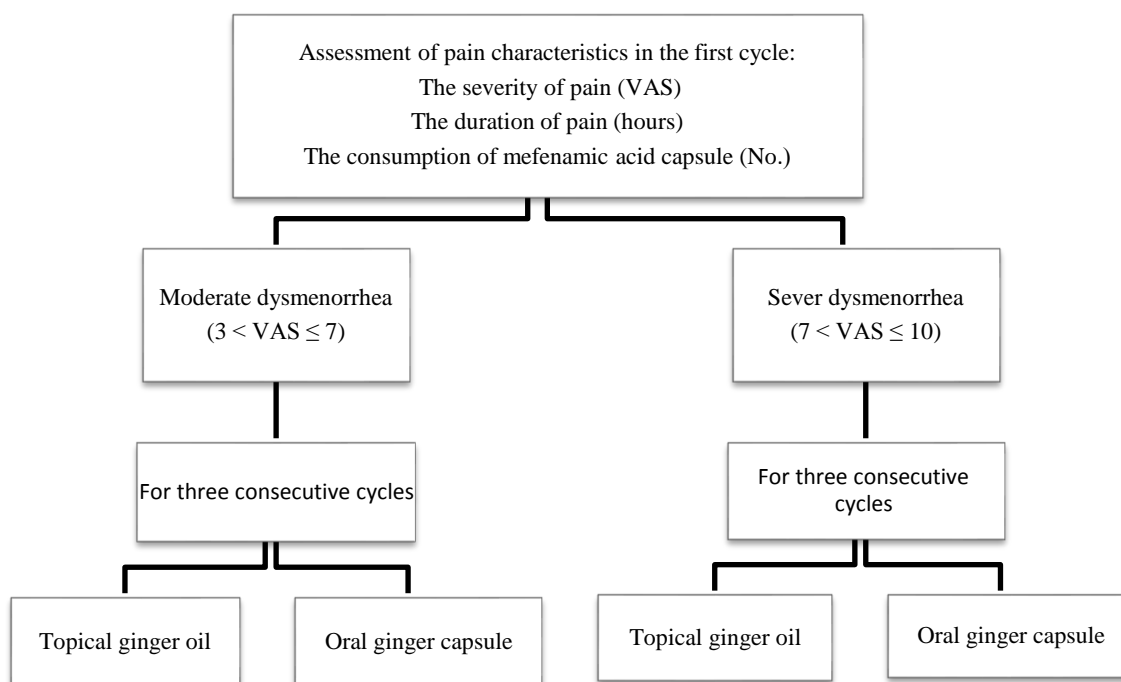 Assessment of pain characteristics in the first cycle:
The severity of pain (VAS)
The duration of pain (hours)
The consumption of mefenamic acid capsule (No.)
Moderate dysmenorrhea
(3 < VAS ≤ 7)
Sever dysmenorrhea
(7 < VAS ≤ 10)
For three consecutive cycles
For three consecutive
cycles
Topical ginger oil
Oral ginger capsule
Topical ginger oil
Oral ginger capsule